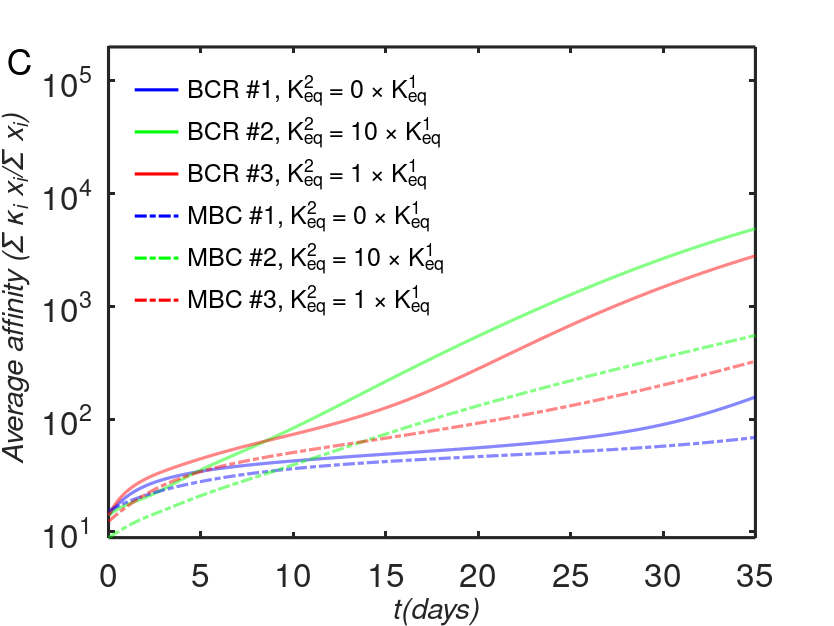 C
Average affinity (Σ κᵢ xᵢ/Σ xᵢ)
10⁵
10⁴
10³
10²
10¹
BCR #1, K²eq = 0 × K¹eq
BCR #2, K²eq = 10 × K¹eq
BCR #3, K²eq = 1 × K¹eq
MBC #1, K²eq = 0 × K¹eq
MBC #2, K²eq = 10 × K¹eq
MBC #3, K²eq = 1 × K¹eq
0 5 10 15 20 25 30 35
t(days)